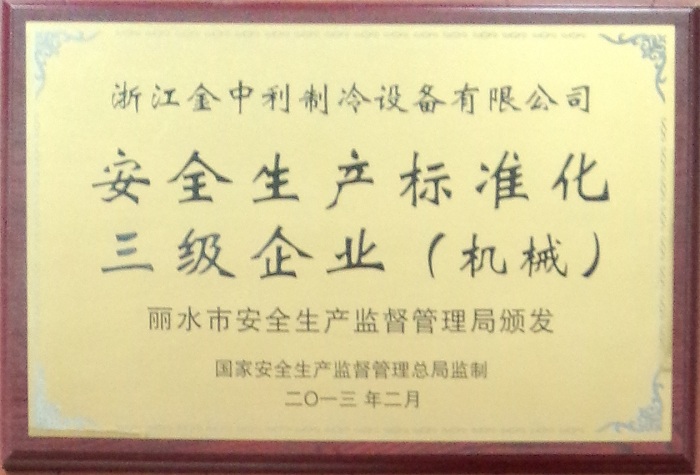 浙江金中利制冷设备有限公司
安全生产标准化
三级企业（机械）
丽水市安全生产监督管理局颁发
国家安全生产监督管理总局监制
二〇一三 年二月